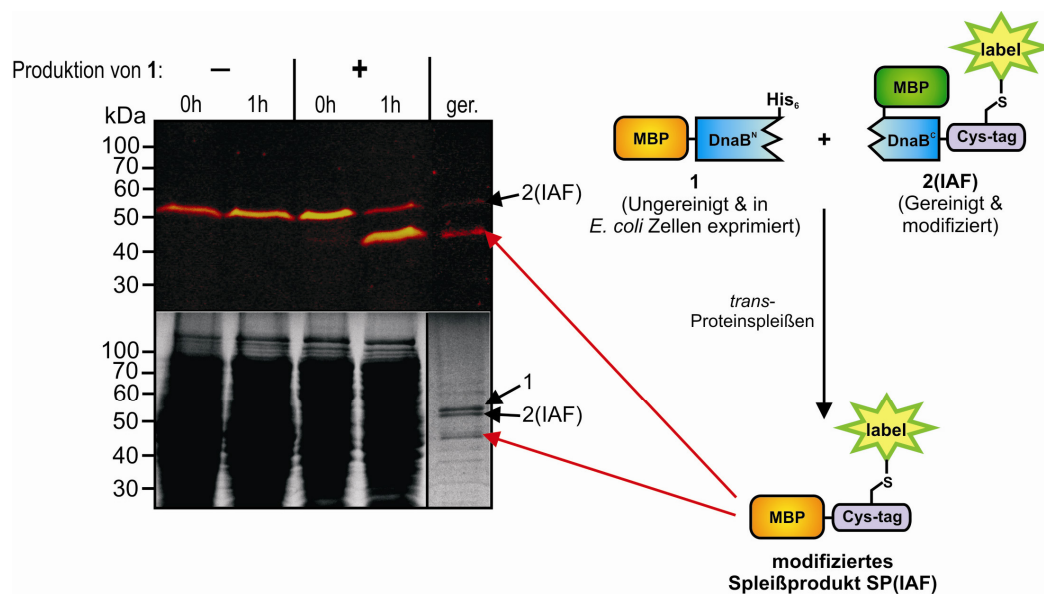 Produktion von 1: – +
0h 1h 0h 1h ger.
kDa
100
70
60
50
40
30
2(IAF)
100
70
60
50
40
30
1
2(IAF)
His6
MBP
DnaBN
+
MBP
DnaBC
Cys-tag
S
label
1
(Ungereinigt & in
E. coli Zellen exprimiert)
2(IAF)
(Gereinigt &
modifiziert)
trans-
Proteinspleißen
label
S
MBP
Cys-tag
modifiziertes
Spleißprodukt SP(IAF)